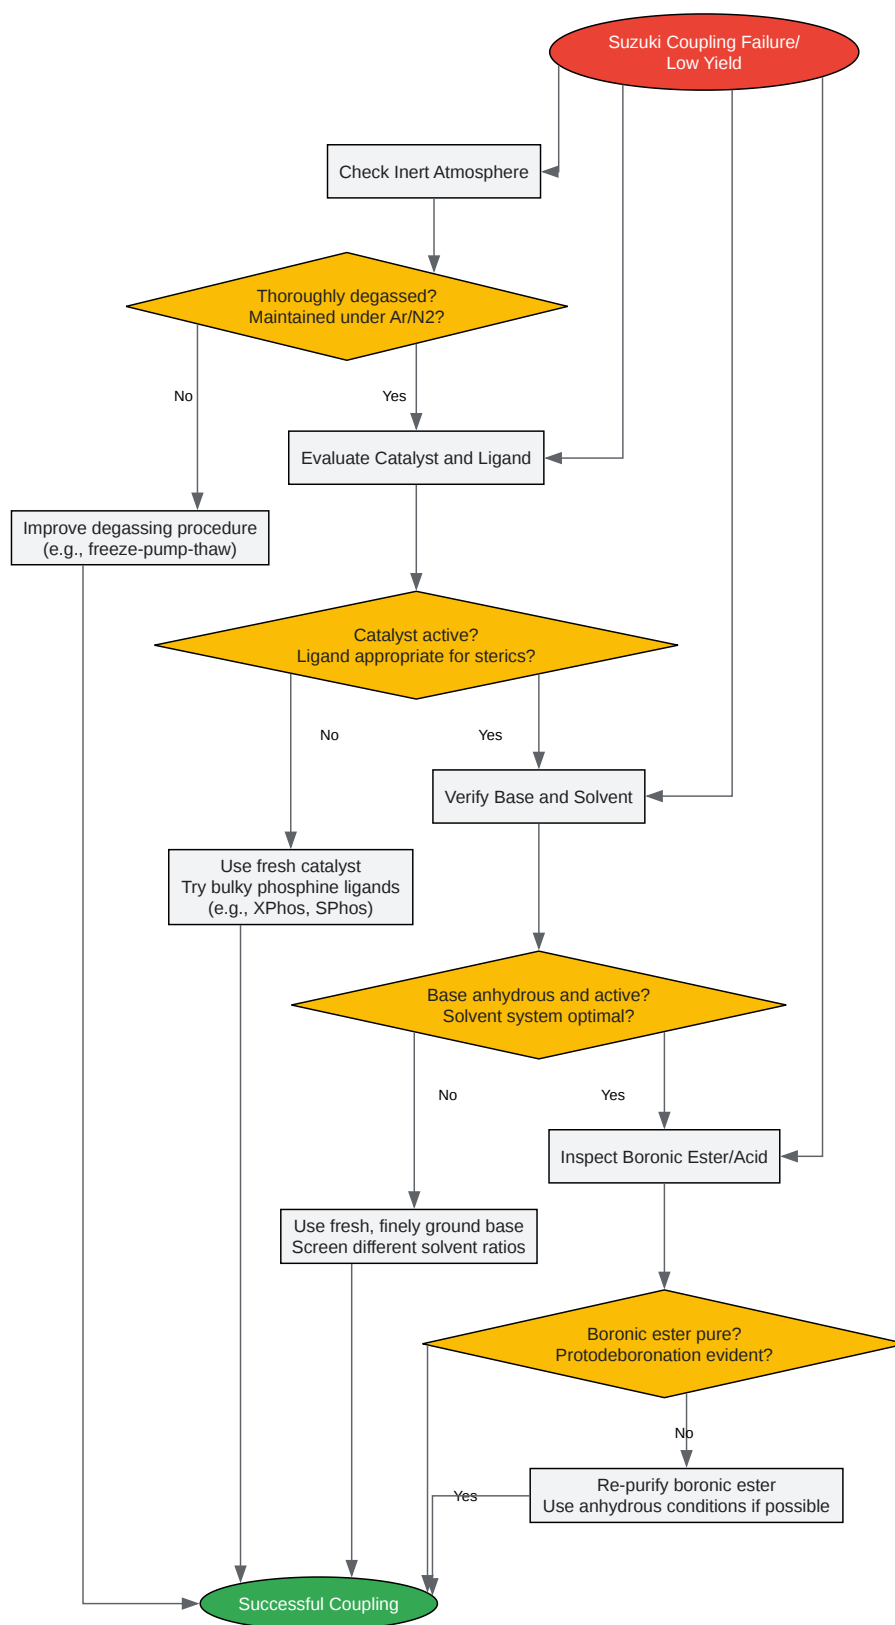 Suzuki Coupling Failure/
Low Yield
Check Inert Atmosphere
Thoroughly degassed?
Maintained under Ar/N2?
No
Yes
Evaluate Catalyst and Ligand
Improve degassing procedure
(e.g., freeze-pump-thaw)
Catalyst active?
Ligand appropriate for sterics?
No
Yes
Verify Base and Solvent
Use fresh catalyst
Try bulky phosphine ligands
(e.g., XPhos, SPhos)
Base anhydrous and active?
Solvent system optimal?
No
Yes
Inspect Boronic Ester/Acid
Use fresh, finely ground base
Screen different solvent ratios
Boronic ester pure?
Protodeboronation evident?
No
Re-purify boronic ester
Use anhydrous conditions if possible
Yes
Successful Coupling